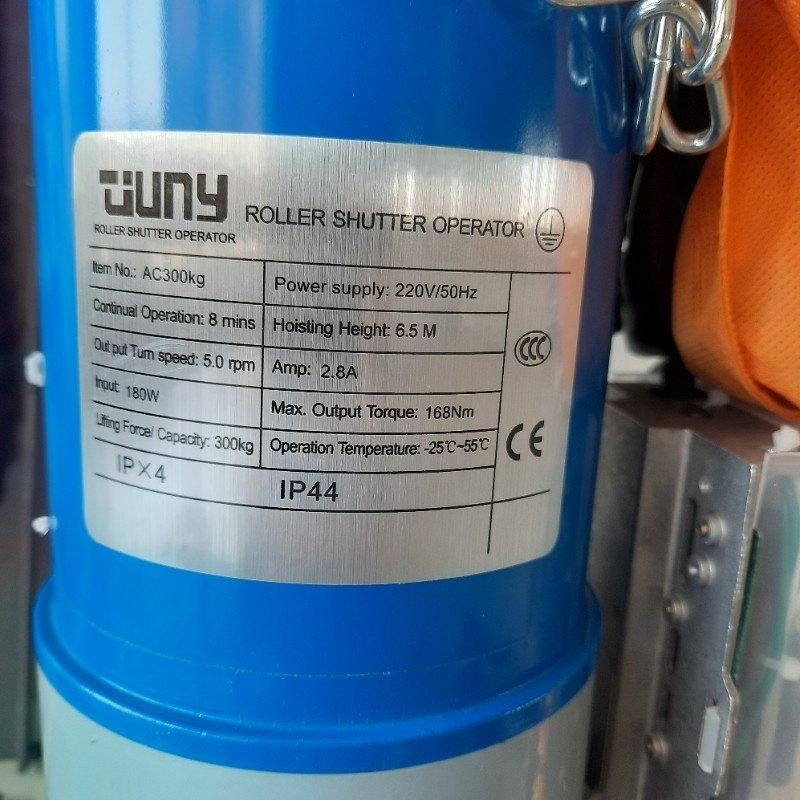 JUNY
ROLLER SHUTTER OPERATOR
ROLLER SHUTTER OPERATOR
Item No.: AC300kg
Power supply: 220V/50Hz
Continual Operation: 8 mins
Hoisting Height: 6.5 M
Out put Turn speed: 5.0 rpm
Amp: 2.8A
Input: 180W
Max. Output Torque: 168Nm
Lifting Force/ Capacity: 300kg
Operation Temperature: -25℃~55℃
CCC
CE
IPX4
IP44